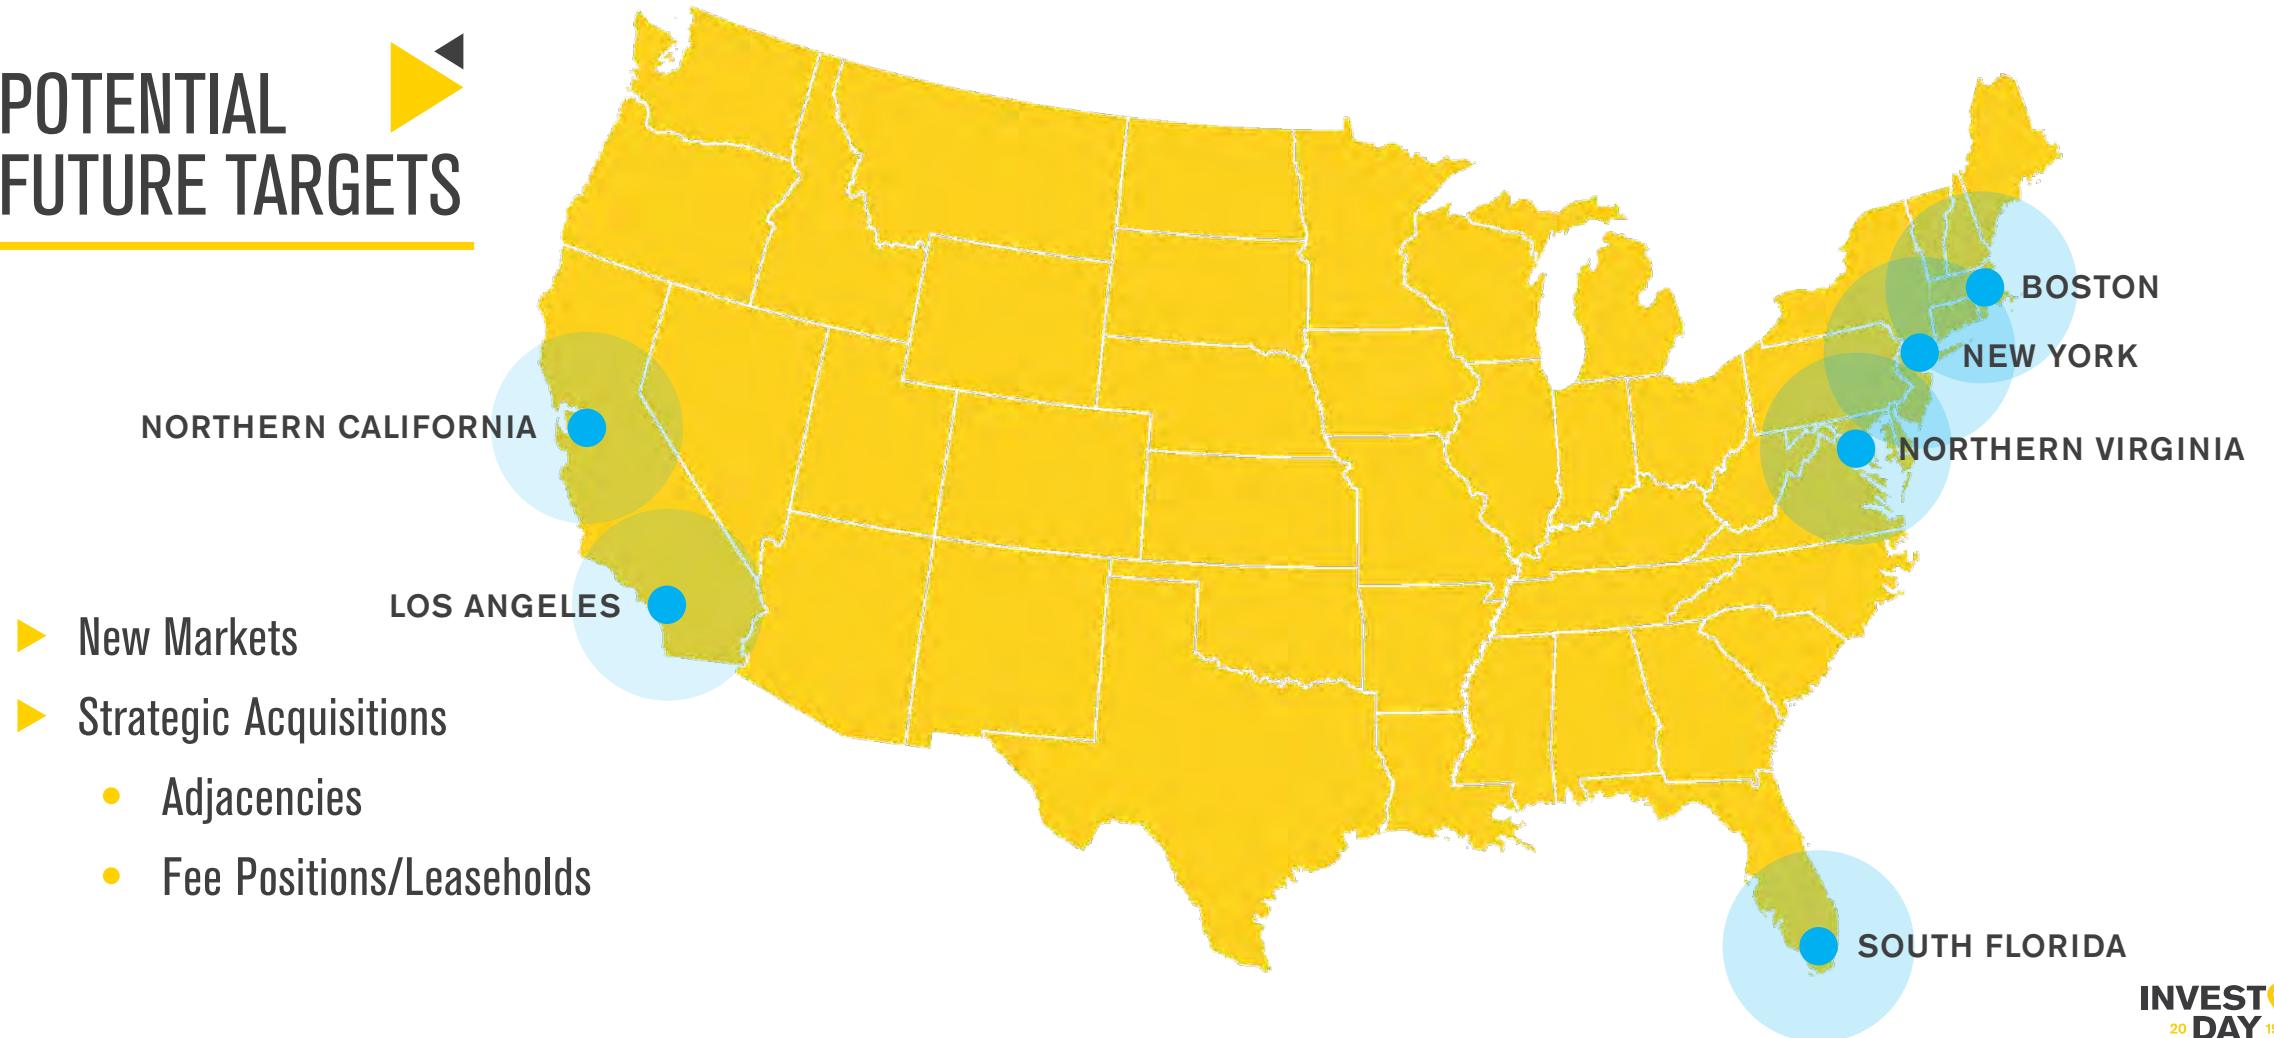 POTENTIAL
FUTURE TARGETS
BOSTON
NEW YORK
NORTHERN CALIFORNIA
NORTHERN VIRGINIA
LOS ANGELES
New Markets
Strategic Acquisitions
Adjacencies
Fee Positions/Leaseholds
SOUTH FLORIDA
INVEST
20 DAY